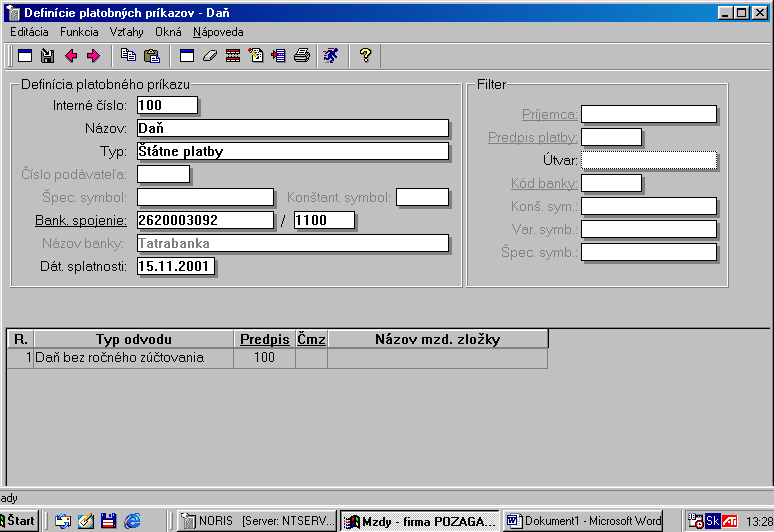 Definície platobných príkazov - Daň
Editácia Funkcia Vzťahy Okná Nápoveda
Definícia platobného príkazu
Interné číslo: 100
Názov: Daň
Typ: Štátne platby
Číslo podávateľa:
Špec. symbol: Konštant. symbol:
Bank. spojenie: 2620003092 / 1100
Názov banky: Tatrabanka
Dát. splatnosti: 15.11.2001
Filter
Príjemca:
Predpis platby:
Útvar:
Kód banky:
Konš. sym.:
Var. symb.:
Špec. symb.:
R. Typ odvodu Predpis Čmz Názov mzd. zložky
1 Daň bez ročného zúčtovania 100
ady
Štart NORIS [Server: NTSERV... Mzdy - firma POZAGA... Dokument1 - Microsoft Word Sk 13:28